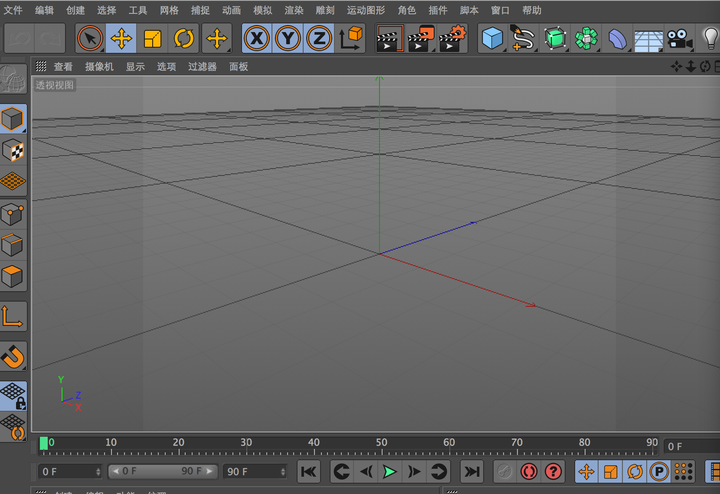 文件 编辑 创建 选择 工具 网格 捕捉 动画 模拟 渲染 雕刻 运动图形 角色 插件 脚本 窗口 帮助
X Y Z
查看 摄像机 显示 选项 过滤器 面板
透视视图
Y
Z
X
0 10 20 30 40 50 60 70 80 90 0 F
0 F 0 F 90 F 90 F ? P